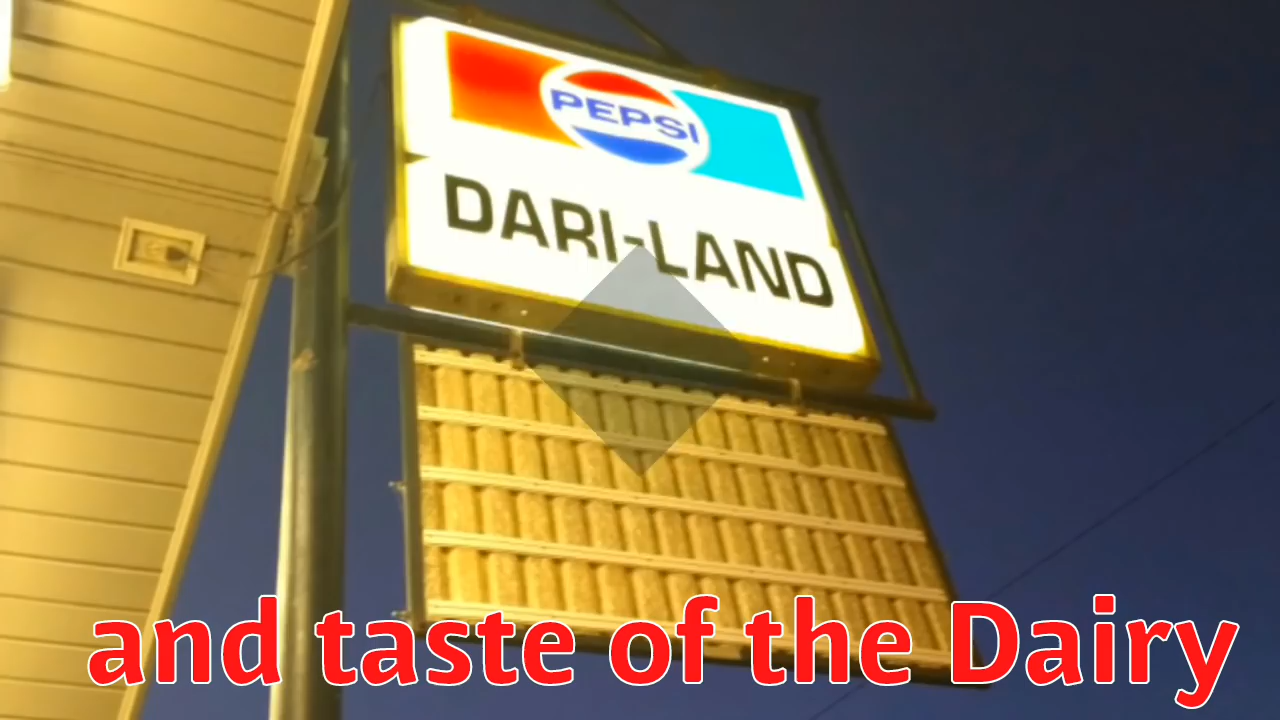 PEPSI
DARI-LAND
and taste of the Dairy